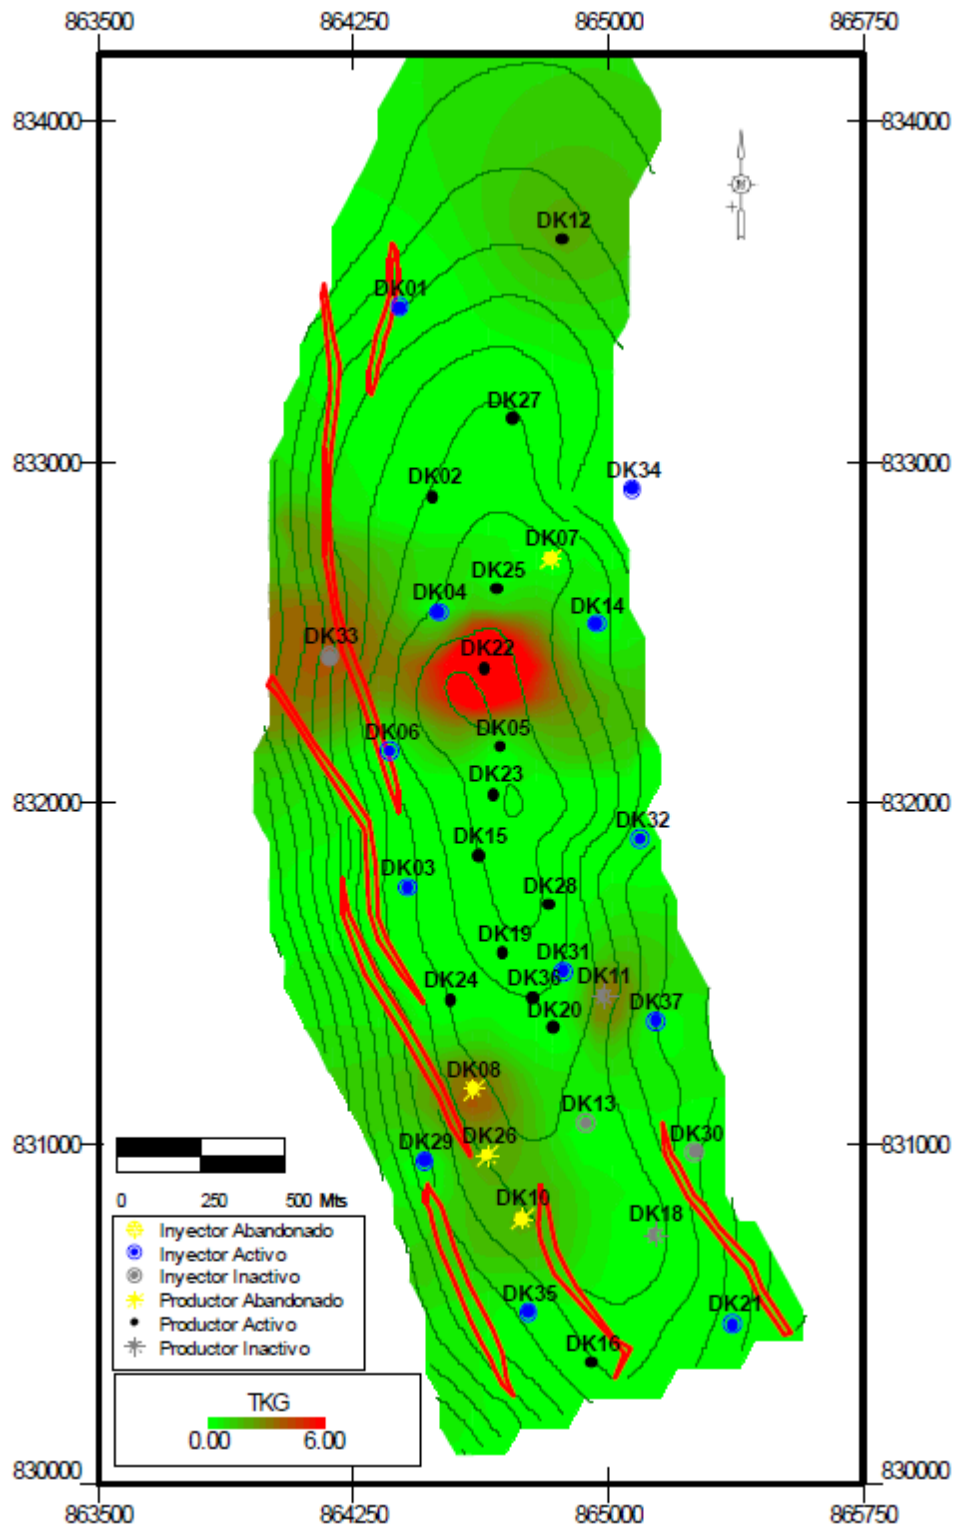 863500 864250 865000 865750
834000 834000
DK12
DK01
DK27
833000 833000
DK02 DK34
DK07
DK25
DK04 DK14
DK33 DK22
DK06 DK05
DK23
832000 832000
DK15 DK32
DK03
DK28
DK19
DK31
DK24 DK36 DK11
DK20 DK37
DK08
DK13
831000 831000
DK29 DK26 DK30
0 250 500 Mts
DK10
DK18
Inyector Abandonado
Inyector Activo
Inyector Inactivo
Productor Abandonado
DK35 DK21
Productor Activo
Productor Inactivo
DK16
TKG
0.00 6.00
830000 830000
863500 864250 865000 865750